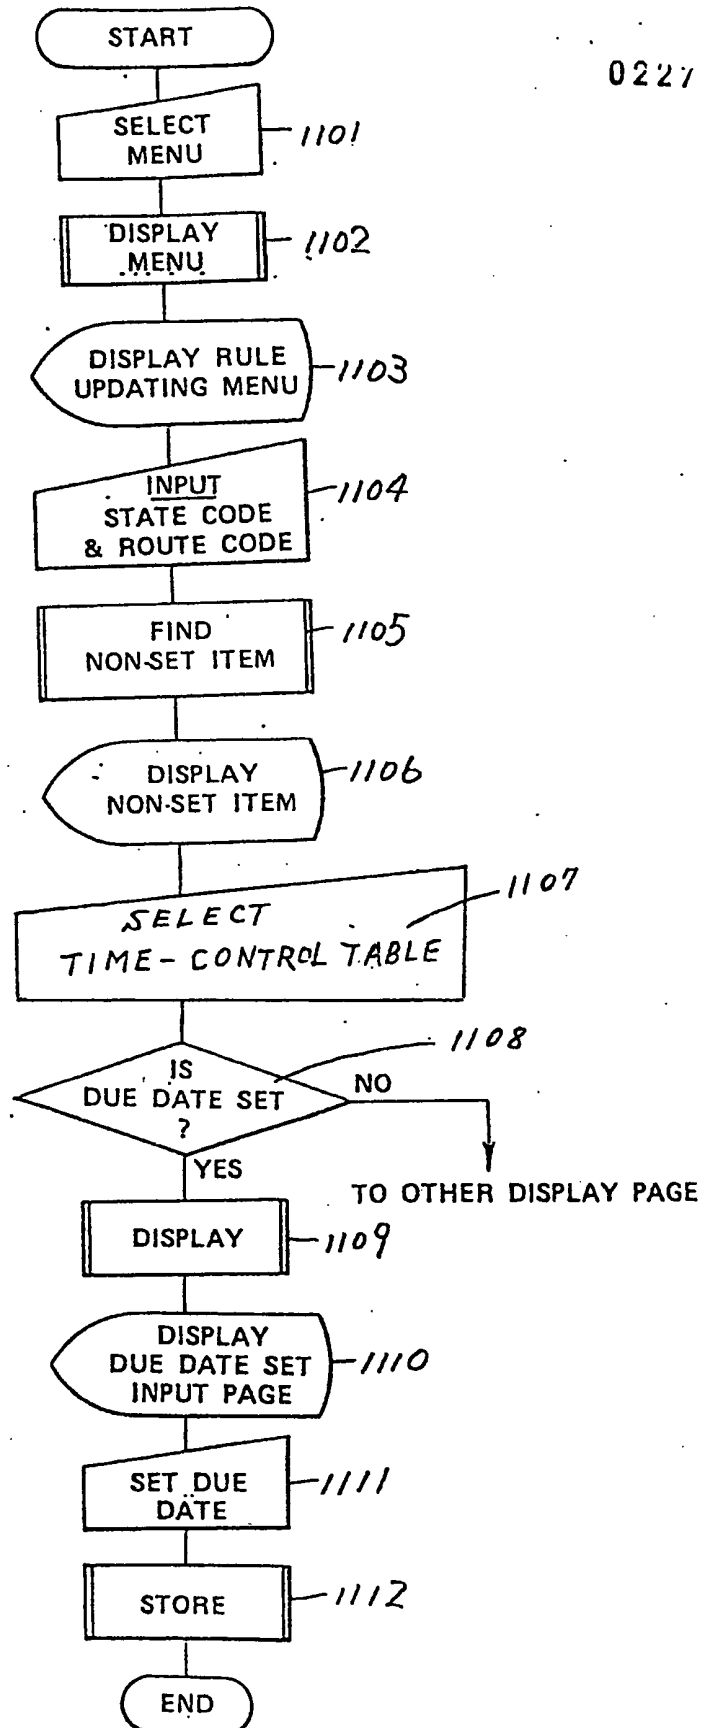 START
0227
SELECT
MENU
1101
DISPLAY
MENU
1102
DISPLAY RULE
UPDATING MENU
1103
INPUT
STATE CODE
& ROUTE CODE
1104
FIND
NON-SET ITEM
1105
DISPLAY
NON-SET ITEM
1106
SELECT
TIME-CONTROL TABLE
1107
IS
DUE DATE SET
?
1108
NO
YES
TO OTHER DISPLAY PAGE
DISPLAY
1109
DISPLAY
DUE DATE SET
INPUT PAGE
1110
SET DUE
DATE
1111
STORE
1112
END